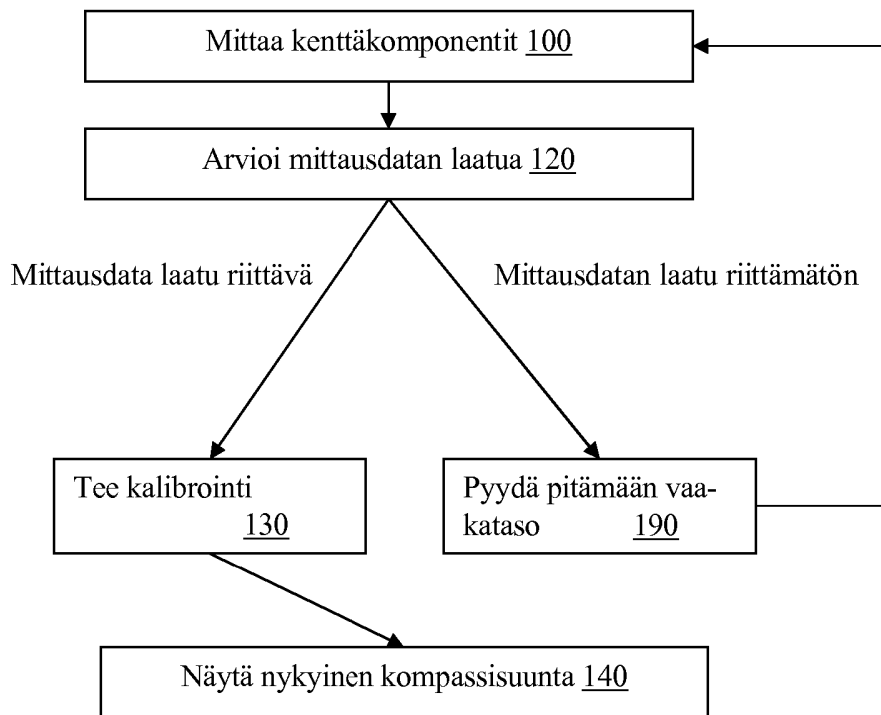 Mittaa kenttäkomponentit 100
Arvioi mittausdatan laatua 120
Mittausdata laatu riittävä
Mittausdatan laatu riittämätön
Tee kalibrointi
130
Pyydä pitämään vaa-
kataso 190
Näytä nykyinen kompassisuunta 140